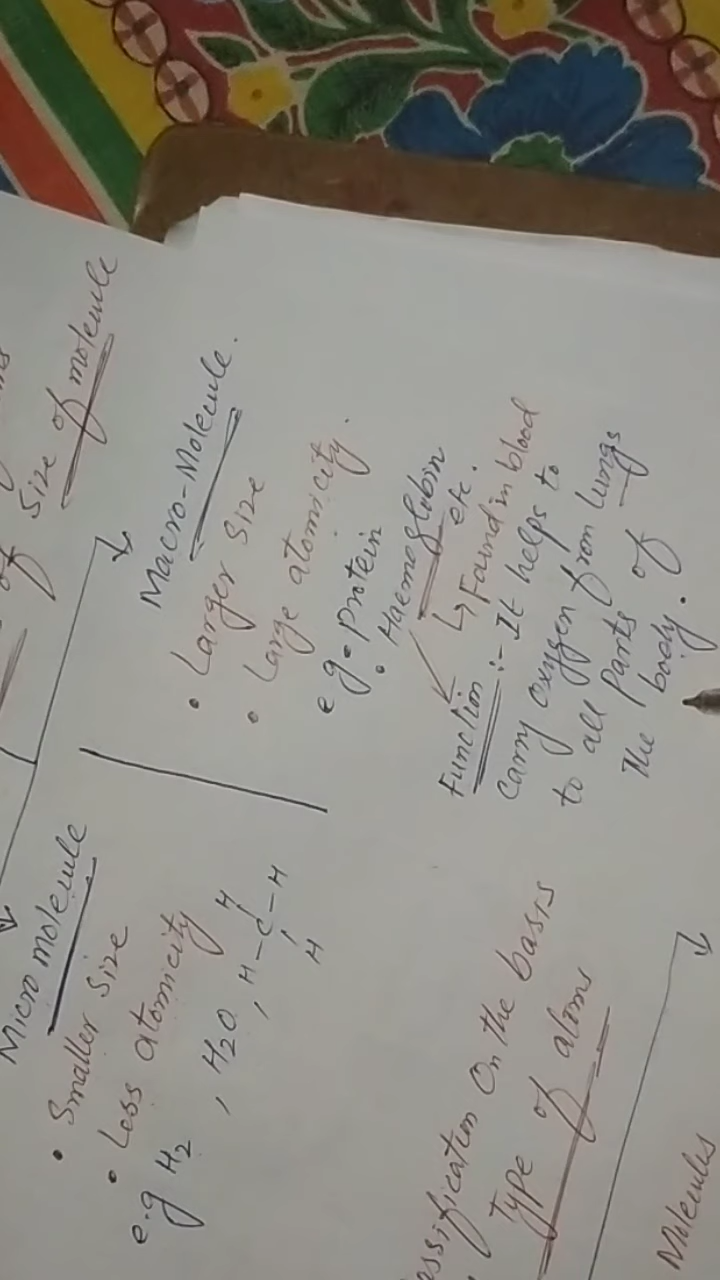 of Size of molecule
Micro molecule
• Smaller Size
• Less atomicity
e.g H2 , H2O , H-C-H
H
H
Macro-Molecule.
• Larger Size
• Large atomicity.
e g • Protein
• Haemoglobin
etc.
↳ Found in blood
Function :- It helps to
carry oxygen from lungs
to all Parts of
the body.
assification On the basis
Type of atoms
Molecules